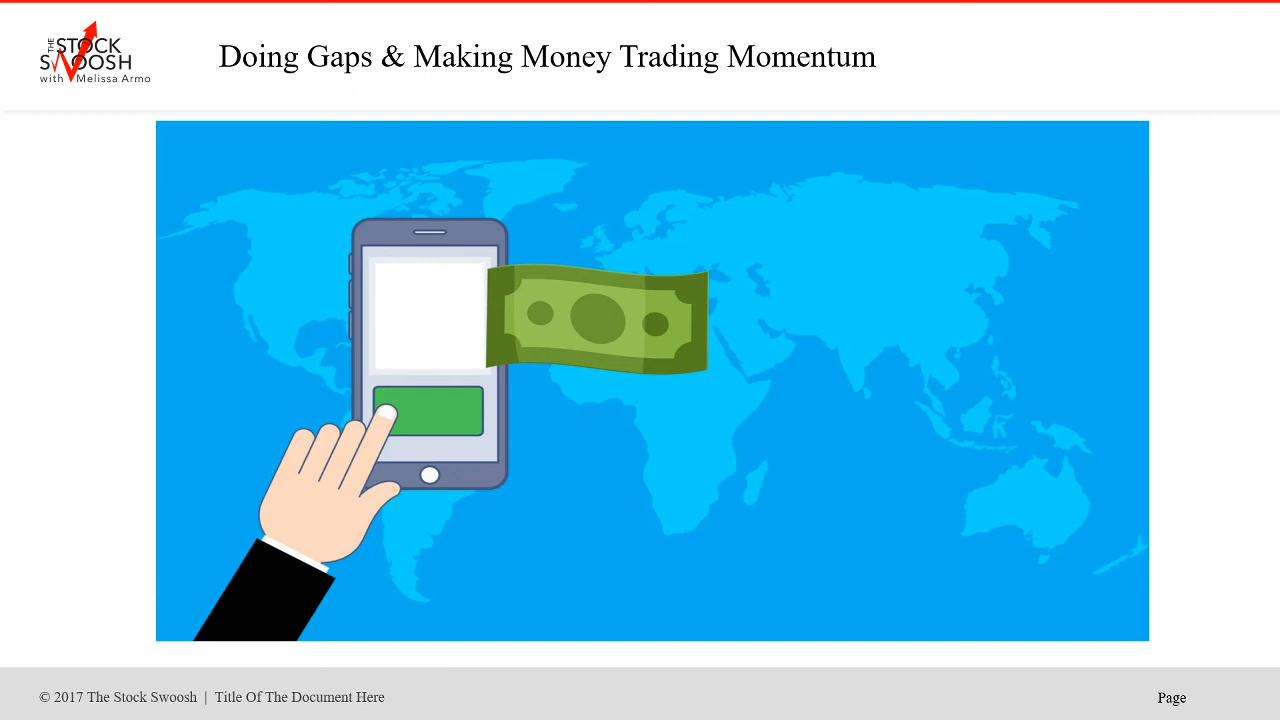 THE STOCK
SWOOSH
with Melissa Armo
Doing Gaps & Making Money Trading Momentum
© 2017 The Stock Swoosh | Title Of The Document Here
Page